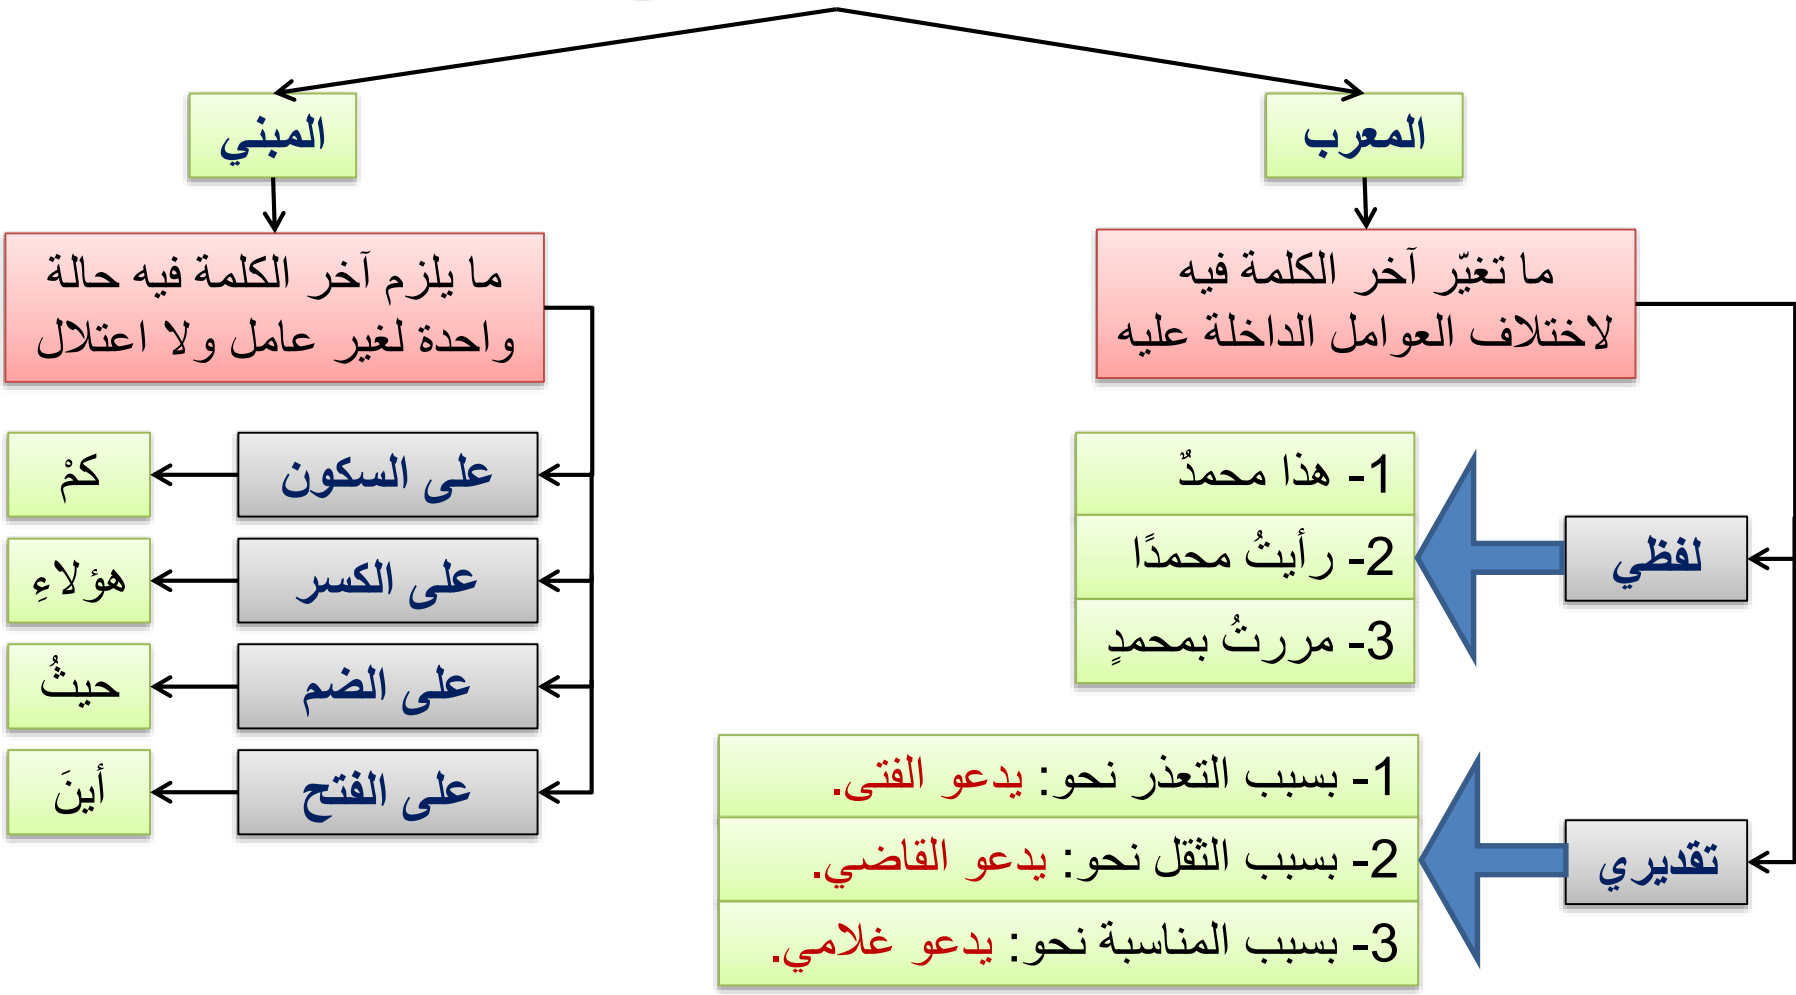 المعرب
ما تغيّر آخر الكلمة فيه
لاختلاف العوامل الداخلة عليه
لفظي
1- هذا محمدٌ
2- رأيتُ محمدًا
3- مررتُ بمحمدٍ
تقديري
1- بسبب التعذر نحو: يدعو الفتى.
2- بسبب الثقل نحو: يدعو القاضي.
3- بسبب المناسبة نحو: يدعو غلامي.
المبني
ما يلزم آخر الكلمة فيه حالة
واحدة لغير عامل ولا اعتلال
على السكون
كمْ
على الكسر
هؤلاءِ
على الضم
حيثُ
على الفتح
أينَ